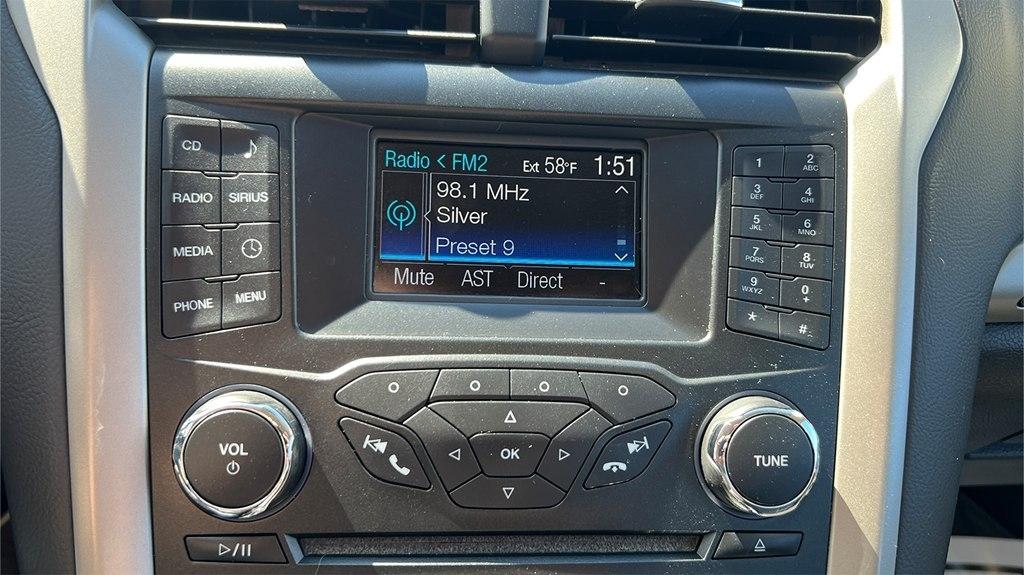 CD
RADIO SIRIUS
MEDIA
PHONE MENU
Radio < FM2 Ext 58°F 1:51
98.1 MHz
Silver
Preset 9
Mute AST Direct -
1 2 ABC
3 DEF 4 GHI
5 JKL 6 MNO
7 PQRS 8 TUV
9 WXYZ 0 +
* #
VOL
OK
TUNE